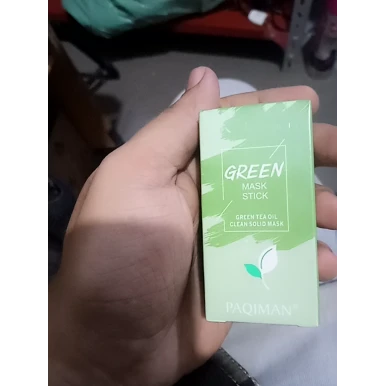 GREEN
MASK
STICK
GREEN TEA OIL
CLEAN SOLID MASK
PAQIMAN®